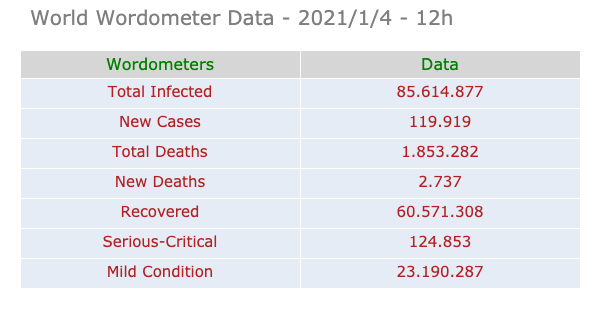 World Wordometer Data - 2021/1/4 - 12h
Wordometers Data
Total Infected 85.614.877
New Cases 119.919
Total Deaths 1.853.282
New Deaths 2.737
Recovered 60.571.308
Serious-Critical 124.853
Mild Condition 23.190.287